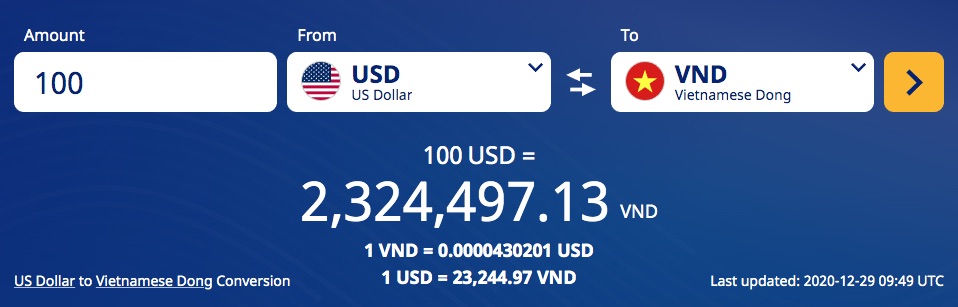 Amount From To
100 USD VND
US Dollar Vietnamese Dong
100 USD =
2,324,497.13 VND
1 VND = 0.0000430201 USD
1 USD = 23,244.97 VND
US Dollar to Vietnamese Dong Conversion
Last updated: 2020-12-29 09:49 UTC